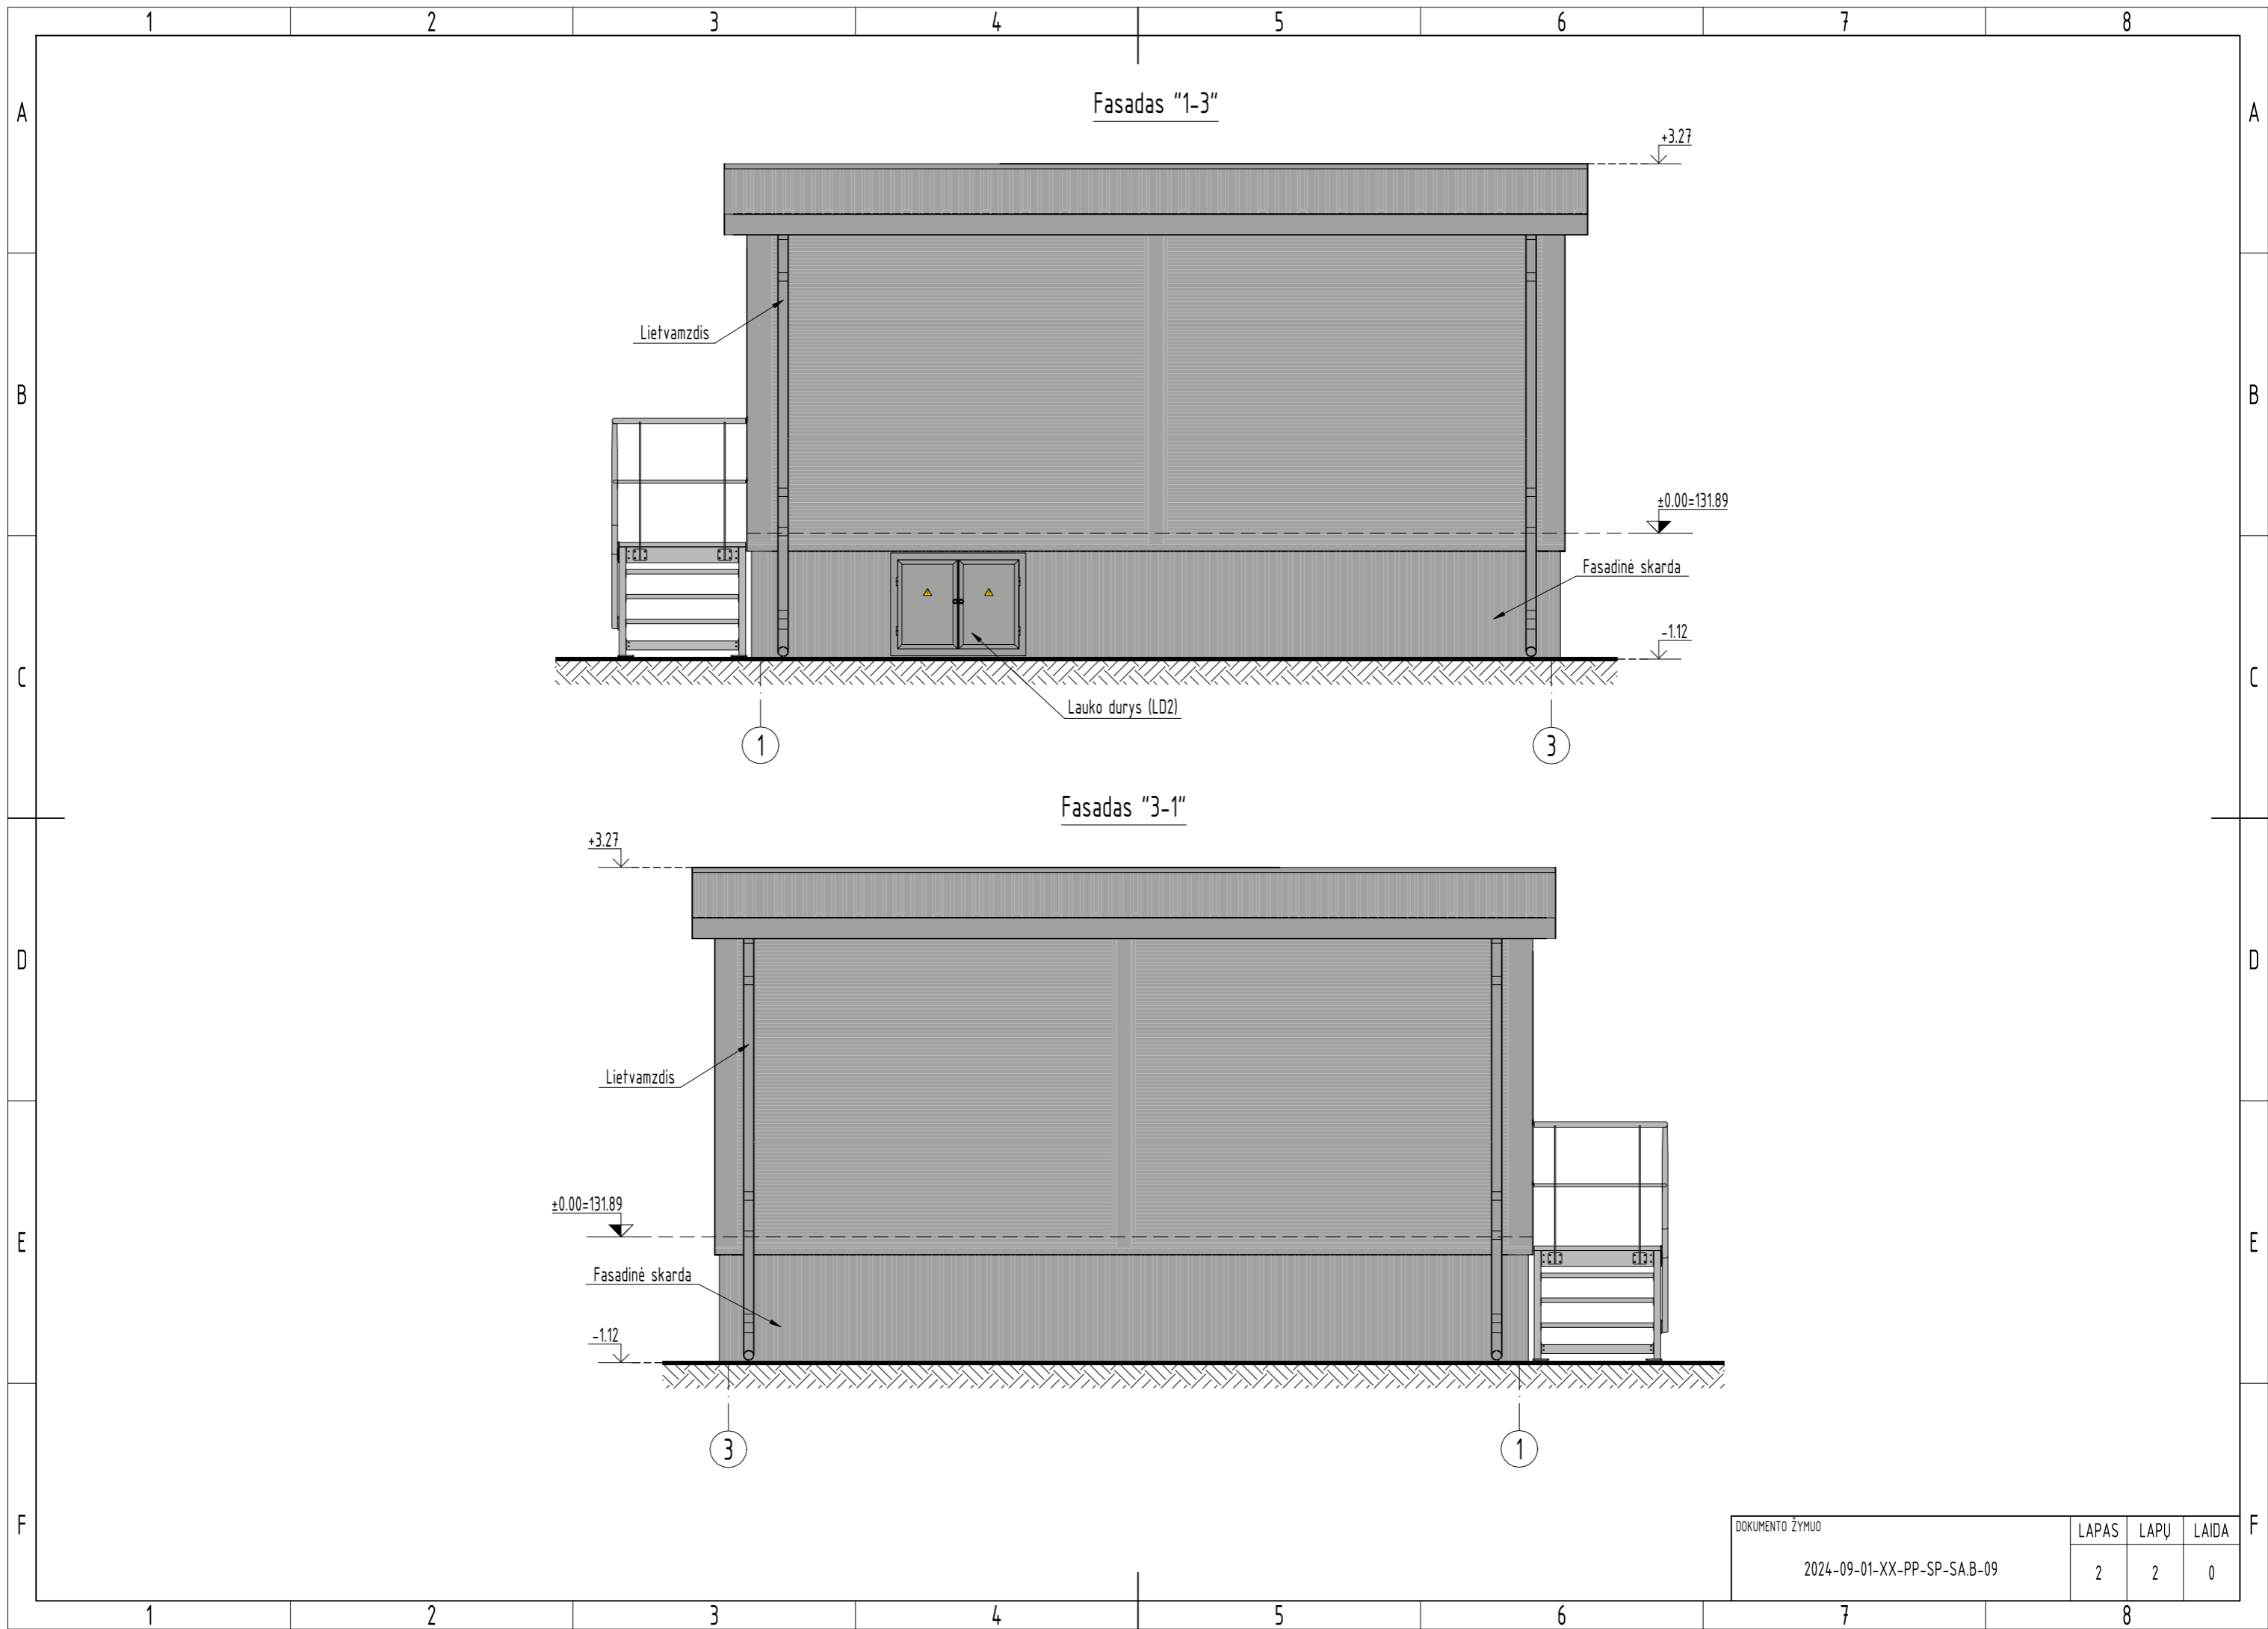 1 2 3 4 5 6 7 8
A A
Fasadas "1-3"
+3.27
Lietvamzdis
B B
±0.00=131.89
Fasadinė skarda
-1.12
C C
Lauko durys (LD2)
1 3
Fasadas "3-1"
+3.27
D D
Lietvamzdis
±0.00=131.89
E E
Fasadinė skarda
-1.12
3 1
F F
DOKUMENTO ŽYMUO LAPAS LAPŲ LAIDA
2024-09-01-XX-PP-SP-SA.B-09 2 2 0
1 2 3 4 5 6 7 8